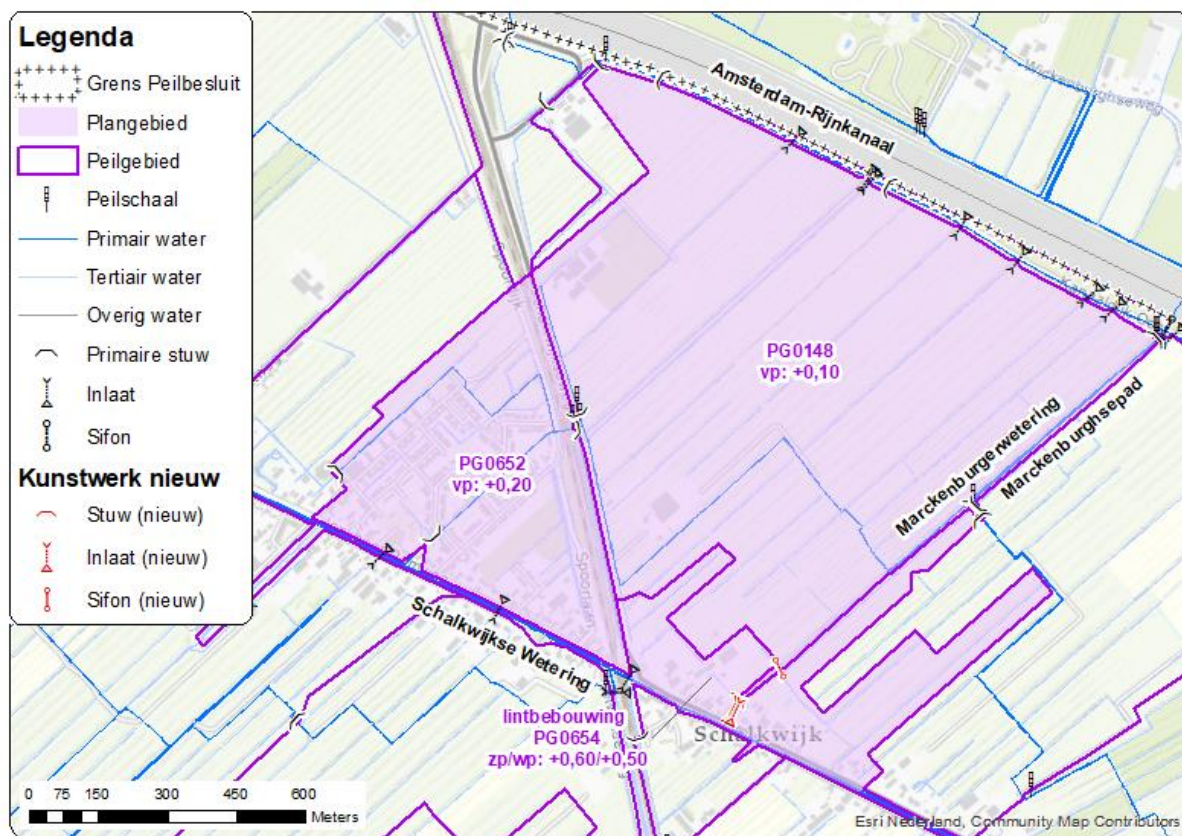 Legenda
Grens Peilbesluit
Plangebied
Peilgebied
Peilschaal
Primair water
Tertiair water
Overig water
Primaire stuw
Inlaat
Sifon
Kunstwerk nieuw
Stuw (nieuw)
Inlaat (nieuw)
Sifon (nieuw)
Amsterdam-Rijnkanaal
Wickenburghseweg
PG0148
vp: +0,10
Marckenburgerwetering
Marckenburghsepad
PG0652
vp: +0,20
Spoorlaan
Schalkwijkse Wetering
lintbebouwing
PG0654
zp/wp: +0,60/+0,50
Schalkwijk
0 75 150 300 450 600
Meters
Esri Nederland, Community Map Contributors